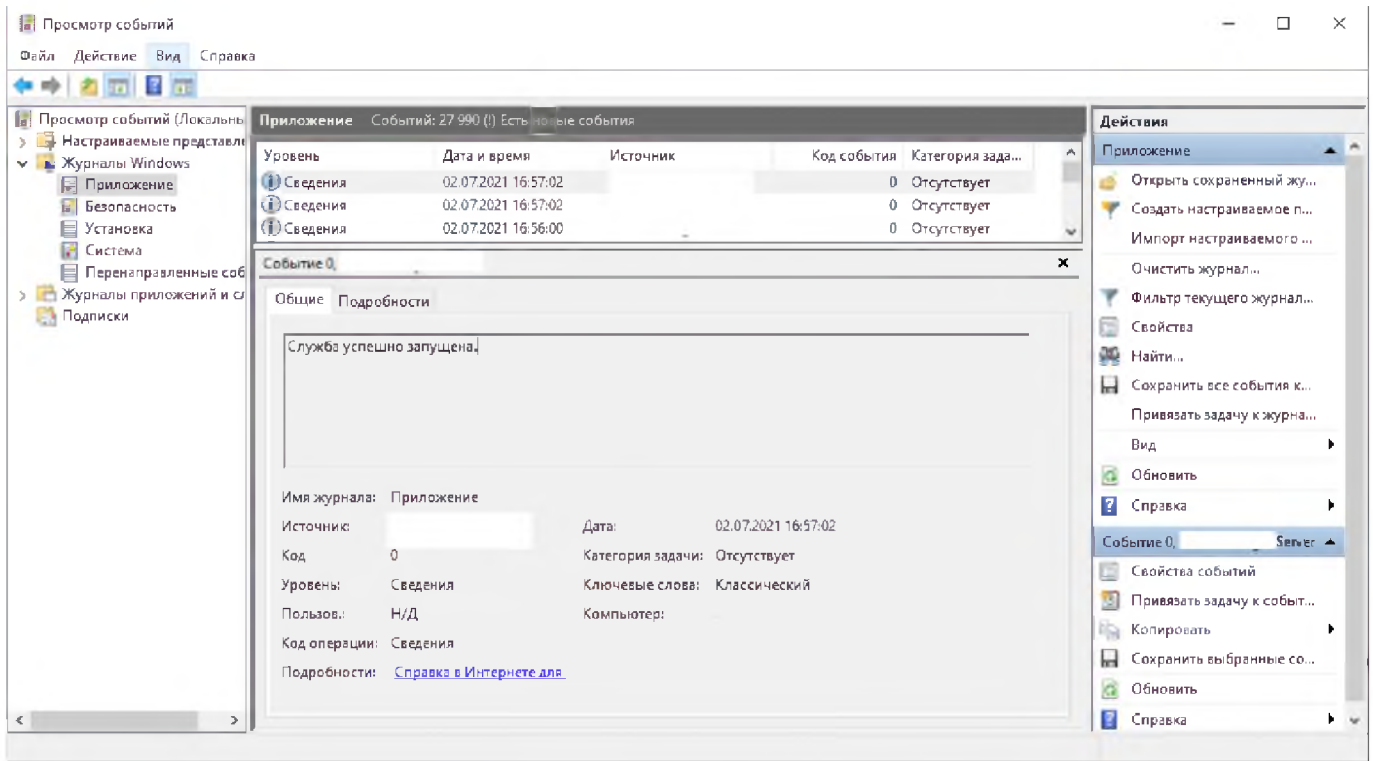 Просмотр событий
Файл Действие Вид Справка
Просмотр событий (Локальны
Настраиваемые представле
Журналы Windows
Приложение
Безопасность
Установка
Система
Перенаправленные соб
Журналы приложений и сл
Подписки
Приложение Событий: 27 990 (!) Есть новые события
Уровень Дата и время Источник Код события Категория зада...
Сведения 02.07.2021 16:57:02 0 Отсутствует
Сведения 02.07.2021 16:57:02 0 Отсутствует
Сведения 02.07.2021 16:56:00 0 Отсутствует
Событие 0,
Общие Подробности
Служба успешно запущена.
Имя журнала: Приложение
Источник: Дата: 02.07.2021 16:57:02
Код 0 Категория задачи: Отсутствует
Уровень: Сведения Ключевые слова: Классический
Пользов.: Н/Д Компьютер:
Код операции: Сведения
Подробности: Справка в Интернете для
Действия
Приложение
Открыть сохраненный жу...
Создать настраиваемое п...
Импорт настраиваемого ...
Очистить журнал...
Фильтр текущего журнал...
Свойства
Найти...
Сохранить все события к...
Привязать задачу к журна...
Вид
Обновить
Справка
Событие 0, Server
Свойства событий
Привязать задачу к событ...
Копировать
Сохранить выбранные со...
Обновить
Справка